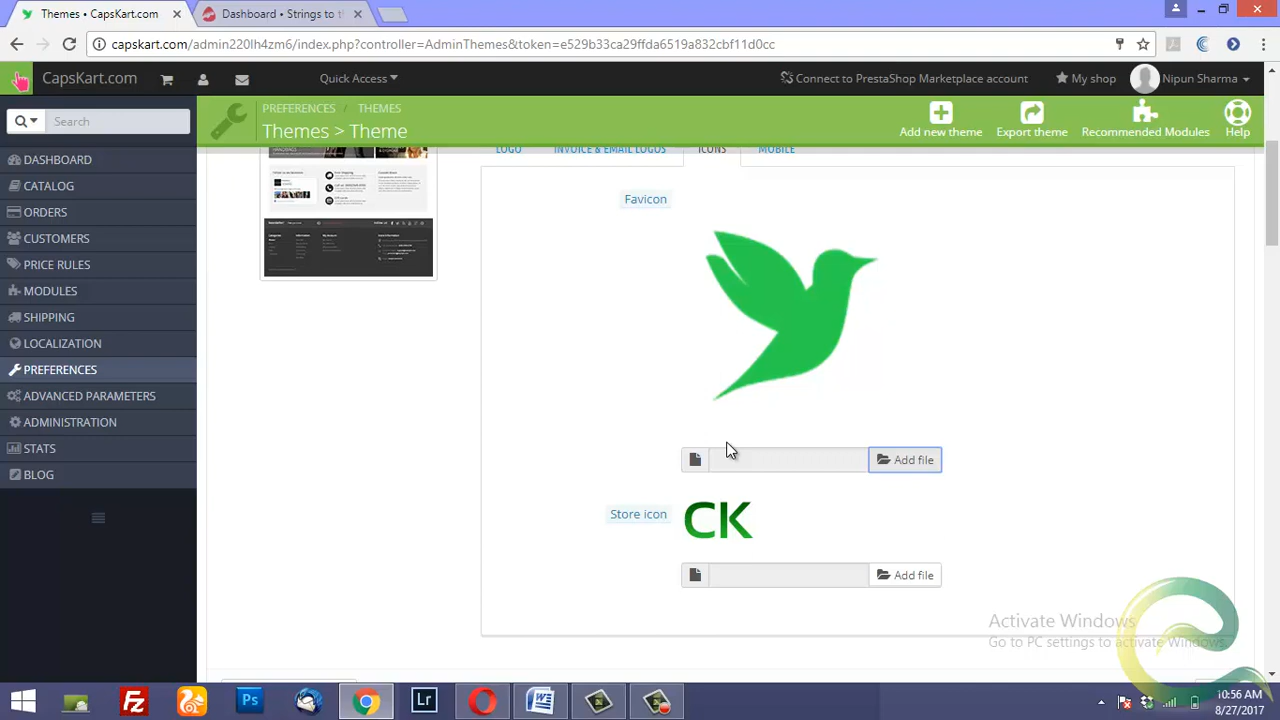 Themes • CapsKart.com
Dashboard • Strings to t
capskart.com/admin220lh4zm6/index.php?controller=AdminThemes&token=e529b33ca29ffda6519a832cbf11d0cc
CapsKart.com
Quick Access
Connect to PrestaShop Marketplace account
My shop
Nipun Sharma
Search
PREFERENCES / THEMES
Themes > Theme
Add new theme
Export theme
Recommended Modules
Help
LOGO
INVOICE & EMAIL LOGOS
ICONS
MOBILE
DASHBOARD
CATALOG
ORDERS
CUSTOMERS
PRICE RULES
MODULES
SHIPPING
LOCALIZATION
PREFERENCES
ADVANCED PARAMETERS
ADMINISTRATION
STATS
BLOG
Favicon
Add file
Store icon
CK
Add file
Activate Windows
Go to PC settings to activate Windows.
Ps
Lr
10:56 AM
8/27/2017